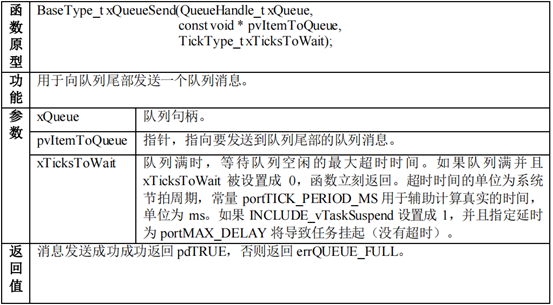 函数原型
BaseType_t xQueueSend(QueueHandle_t xQueue,
const void * pvItemToQueue,
TickType_t xTicksToWait);
功能
用于向队列尾部发送一个队列消息。
参数
xQueue 队列句柄。
pvItemToQueue 指针，指向要发送到队列尾部的队列消息。
xTicksToWait 队列满时，等待队列空闲的最大超时时间。如果队列满并且
xTicksToWait 被设置成 0，函数立刻返回。超时时间的单位为系统
节拍周期，常量 portTICK_PERIOD_MS 用于辅助计算真实的时间，
单位为 ms。如果 INCLUDE_vTaskSuspend 设置成 1，并且指定延时
为 portMAX_DELAY 将导致任务挂起（没有超时）。
返回值
消息发送成功成功返回 pdTRUE，否则返回 errQUEUE_FULL。